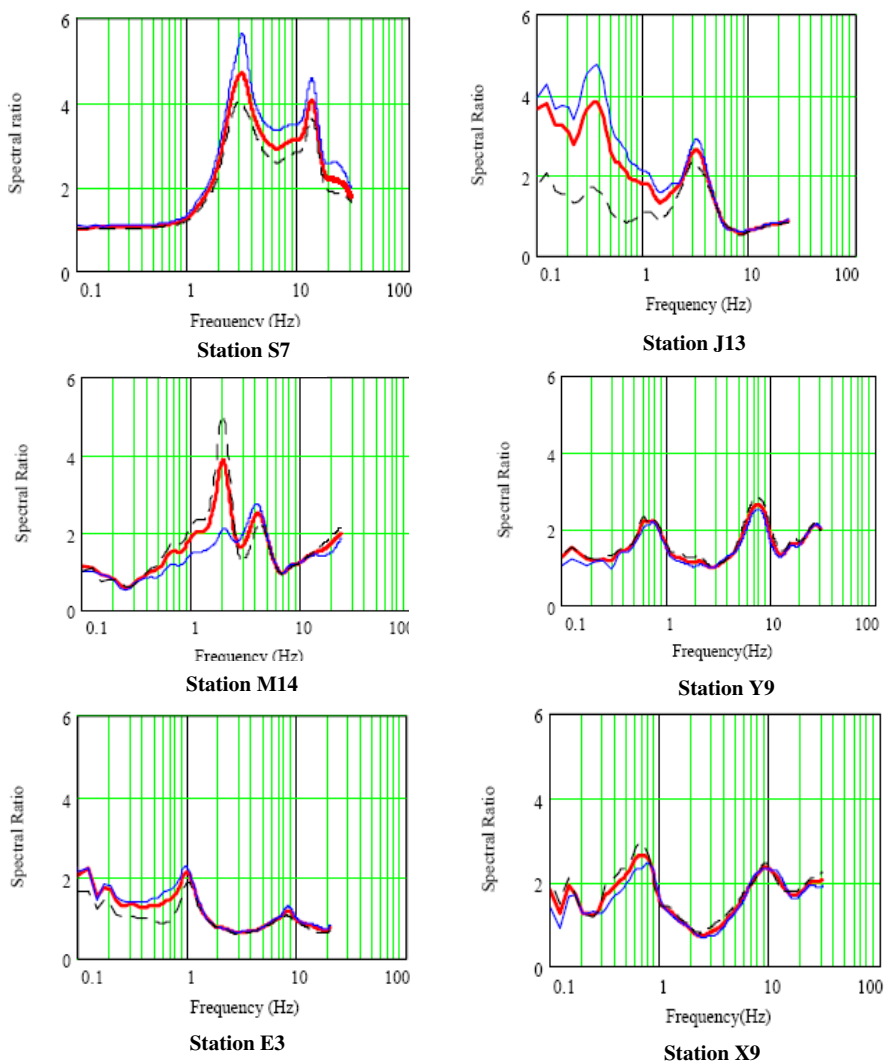 6
4
2
0
Spectral ratio
0.1 1 10 100
Frequency (Hz)
Station S7
6
4
2
0
Spectral Ratio
0.1 1 10 100
Frequency (Hz)
Station J13
6
4
2
0
Spectral Ratio
0.1 1 10 100
Frequency (Hz)
Station M14
6
4
2
0
Spectral Ratio
0.1 1 10 100
Frequency(Hz)
Station Y9
6
4
2
0
Spectral Ratio
0.1 1 10 100
Frequency (Hz)
Station E3
6
4
2
0
Spectral Ratio
0.1 1 10 100
Frequency(Hz)
Station X9